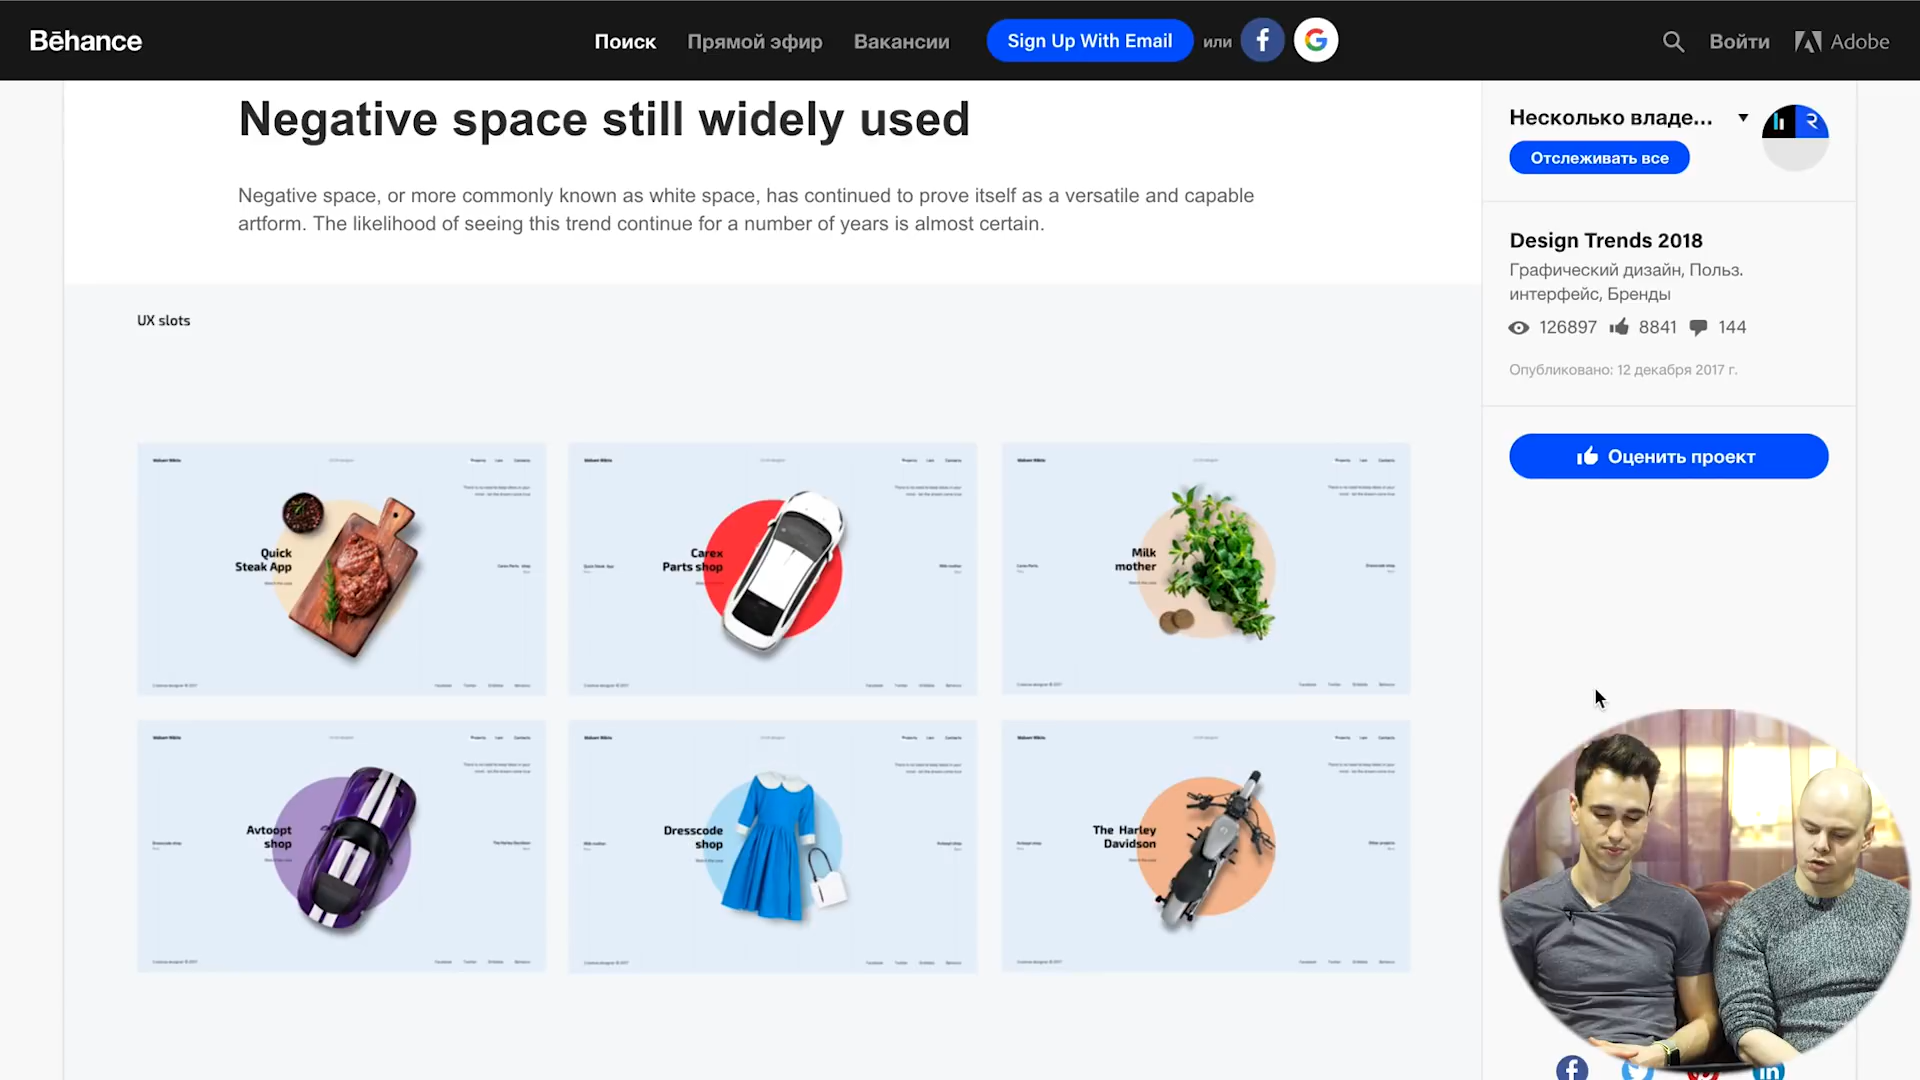 Bēhance
Поиск
Прямой эфир
Вакансии
Sign Up With Email
или
Войти
Adobe
Negative space still widely used
Negative space, or more commonly known as white space, has continued to prove itself as a versatile and capable
artform. The likelihood of seeing this trend continue for a number of years is almost certain.
Несколько владе...
Отслеживать все
Design Trends 2018
Графический дизайн, Польз.
интерфейс, Бренды
126897 8841 144
Опубликовано: 12 декабря 2017 г.
Оценить проект
UX slots
Quick
Steak App
Carex
Parts shop
Milk
mother
Avtoopt
shop
Dresscode
shop
The Harley
Davidson